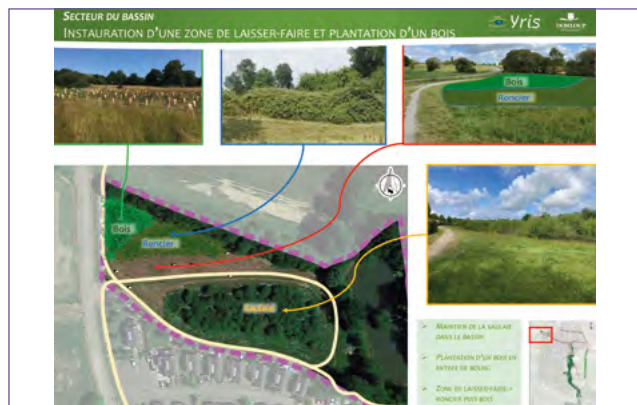 SECTEUR DU BASSIN
INSTAURATION D'UNE ZONE DE LAISSER-FAIRE ET PLANTATION D'UN BOIS
Yris
DOMLOUP
Bois
Roncier
Bois
Roncier
Saulaie
➢ MAINTIEN DE LA SAULAIE
DANS LE BASSIN
➢ PLANTATION D'UN BOIS EN
ENTRÉE DE BOURG
➢ ZONE DE LAISSER-FAIRE =
RONCIER PUIS BOIS